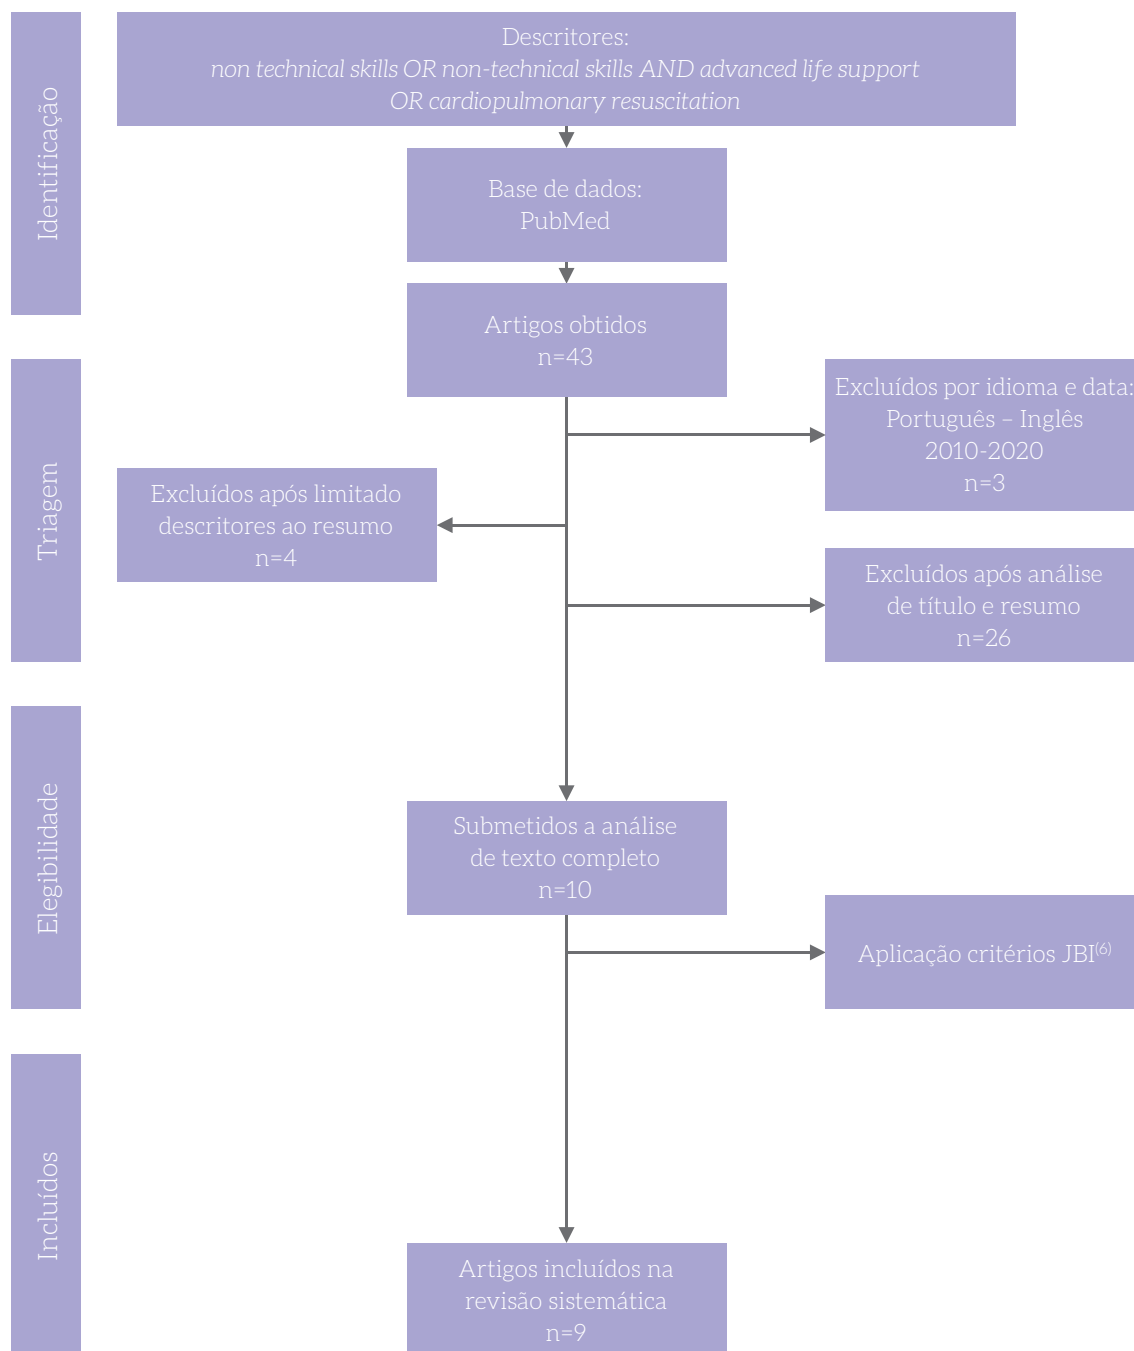 Identificação
Descritores:
non technical skills OR non-technical skills AND advanced life support
OR cardiopulmonary resuscitation
Base de dados:
PubMed
Artigos obtidos
n=43
Triagem
Excluídos por idioma e data:
Português – Inglês
2010-2020
n=3
Excluídos após limitado
descritores ao resumo
n=4
Excluídos após análise
de título e resumo
n=26
Elegibilidade
Submetidos a análise
de texto completo
n=10
Aplicação critérios JBI(6)
Incluídos
Artigos incluídos na
revisão sistemática
n=9